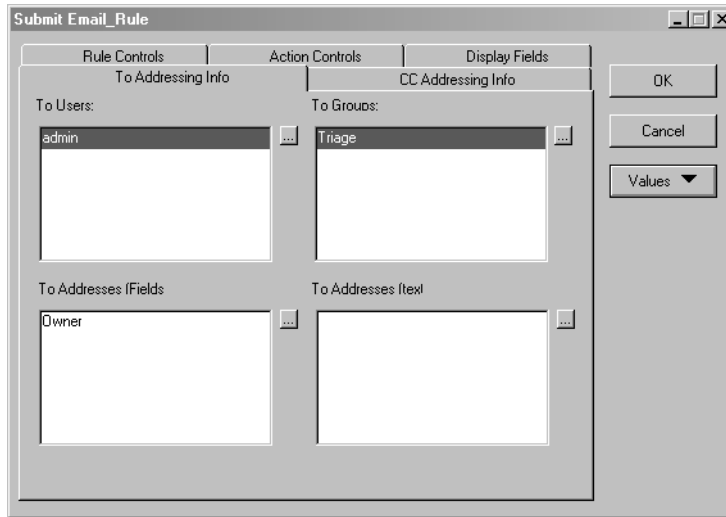 Submit Email_Rule
Rule Controls
Action Controls
Display Fields
To Addressing Info
CC Addressing Info
OK
To Users:
To Groups:
admin
...
Triage
...
Cancel
Values
To Addresses (Fields
To Addresses (text
Owner
...
...